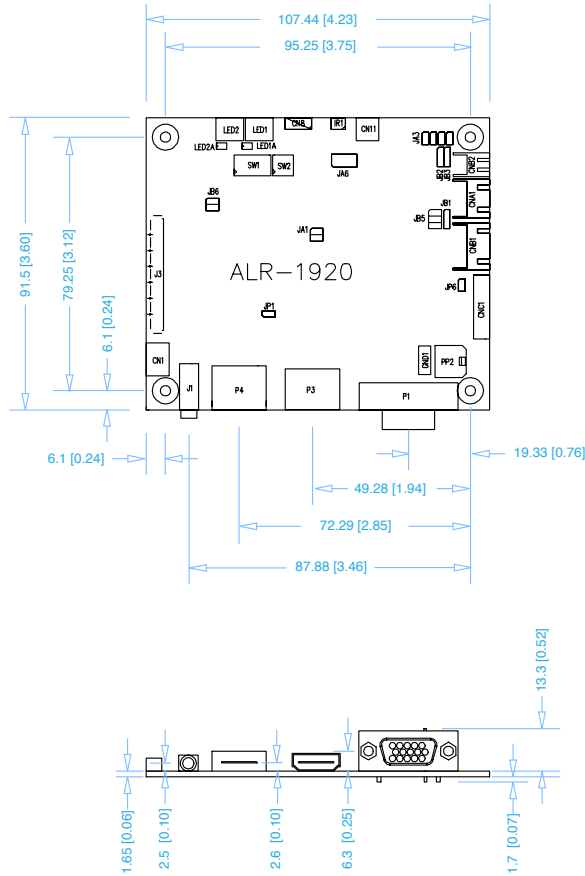 107.44 [4.23]
95.25 [3.75]
LED2 LED1 CN8 IR1 CN11
LED2A LED1A
JA3
SW1 SW2 JA6
JB2 JB3 CNB2
JB6
JB5 JB1 CNA1
JA1
CNB1
91.5 [3.60]
79.25 [3.12]
6.1 [0.24]
J3
ALR-1920
JP6
CNC1
JP1
CN1
CND1 PP2
J1 P4 P3 P1
6.1 [0.24]
19.33 [0.76]
49.28 [1.94]
72.29 [2.85]
87.88 [3.46]
13.3 [0.52]
1.65 [0.06]
2.5 [0.10]
2.6 [0.10]
6.3 [0.25]
1.7 [0.07]